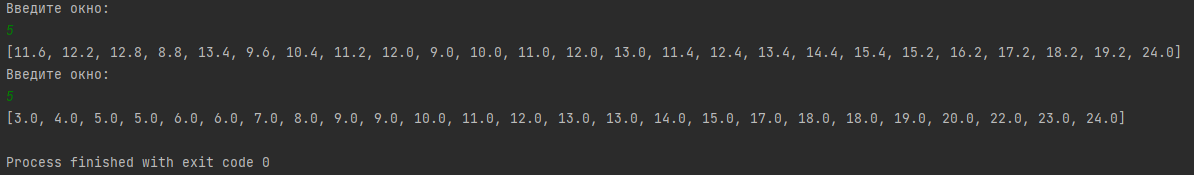 Введите окно:
5
[11.6, 12.2, 12.8, 8.8, 13.4, 9.6, 10.4, 11.2, 12.0, 9.0, 10.0, 11.0, 12.0, 13.0, 11.4, 12.4, 13.4, 14.4, 15.4, 15.2, 16.2, 17.2, 18.2, 19.2, 24.0]
Введите окно:
5
[3.0, 4.0, 5.0, 5.0, 6.0, 6.0, 7.0, 8.0, 9.0, 9.0, 10.0, 11.0, 12.0, 13.0, 13.0, 14.0, 15.0, 17.0, 18.0, 18.0, 19.0, 20.0, 22.0, 23.0, 24.0]
Process finished with exit code 0